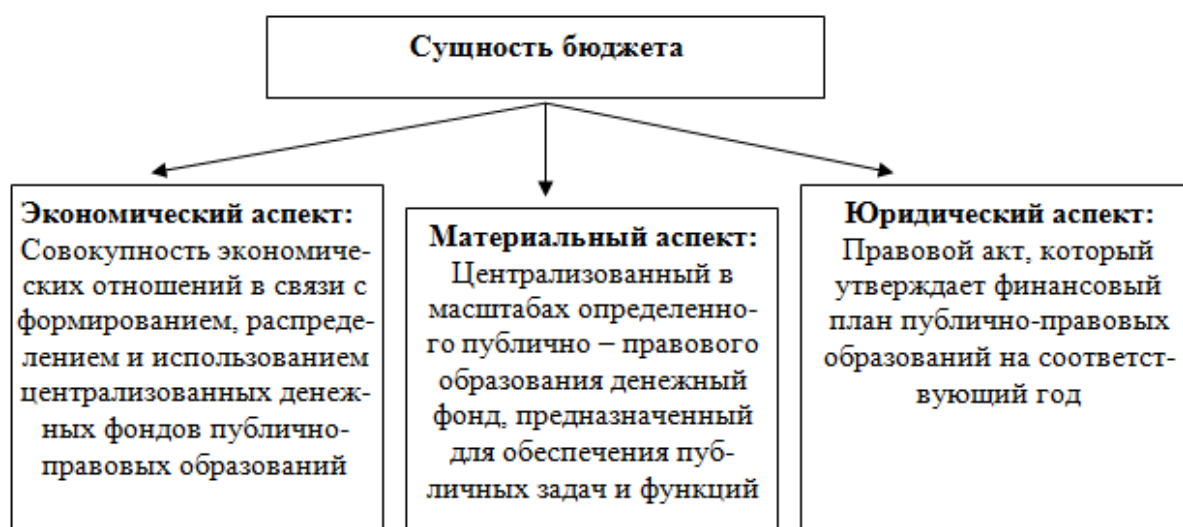 Сущность бюджета
Экономический аспект:
Совокупность экономиче-
ских отношений в связи с
формированием, распреде-
лением и использованием
централизованных денеж-
ных фондов публично-
правовых образований
Материальный аспект:
Централизованный в
масштабах определенно-
го публично – правового
образования денежный
фонд, предназначенный
для обеспечения пуб-
личных задач и функций
Юридический аспект:
Правовой акт, который
утверждает финансовый
план публично-правовых
образований на соответст-
вующий год